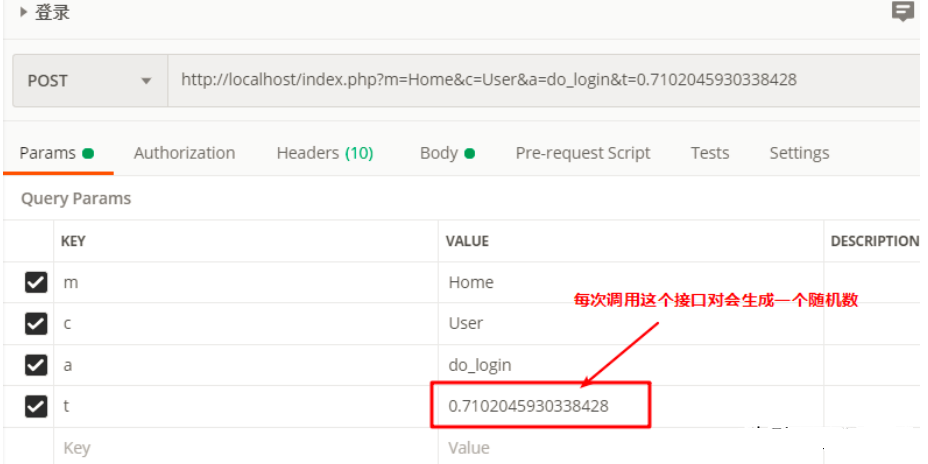 登录
POST http://localhost/index.php?m=Home&c=User&a=do_login&t=0.7102045930338428
Params Authorization Headers (10) Body Pre-request Script Tests Settings
Query Params
KEY VALUE DESCRIPTION
m Home
每次调用这个接口对会生成一个随机数
c User
a do_login
t 0.7102045930338428
Key Value